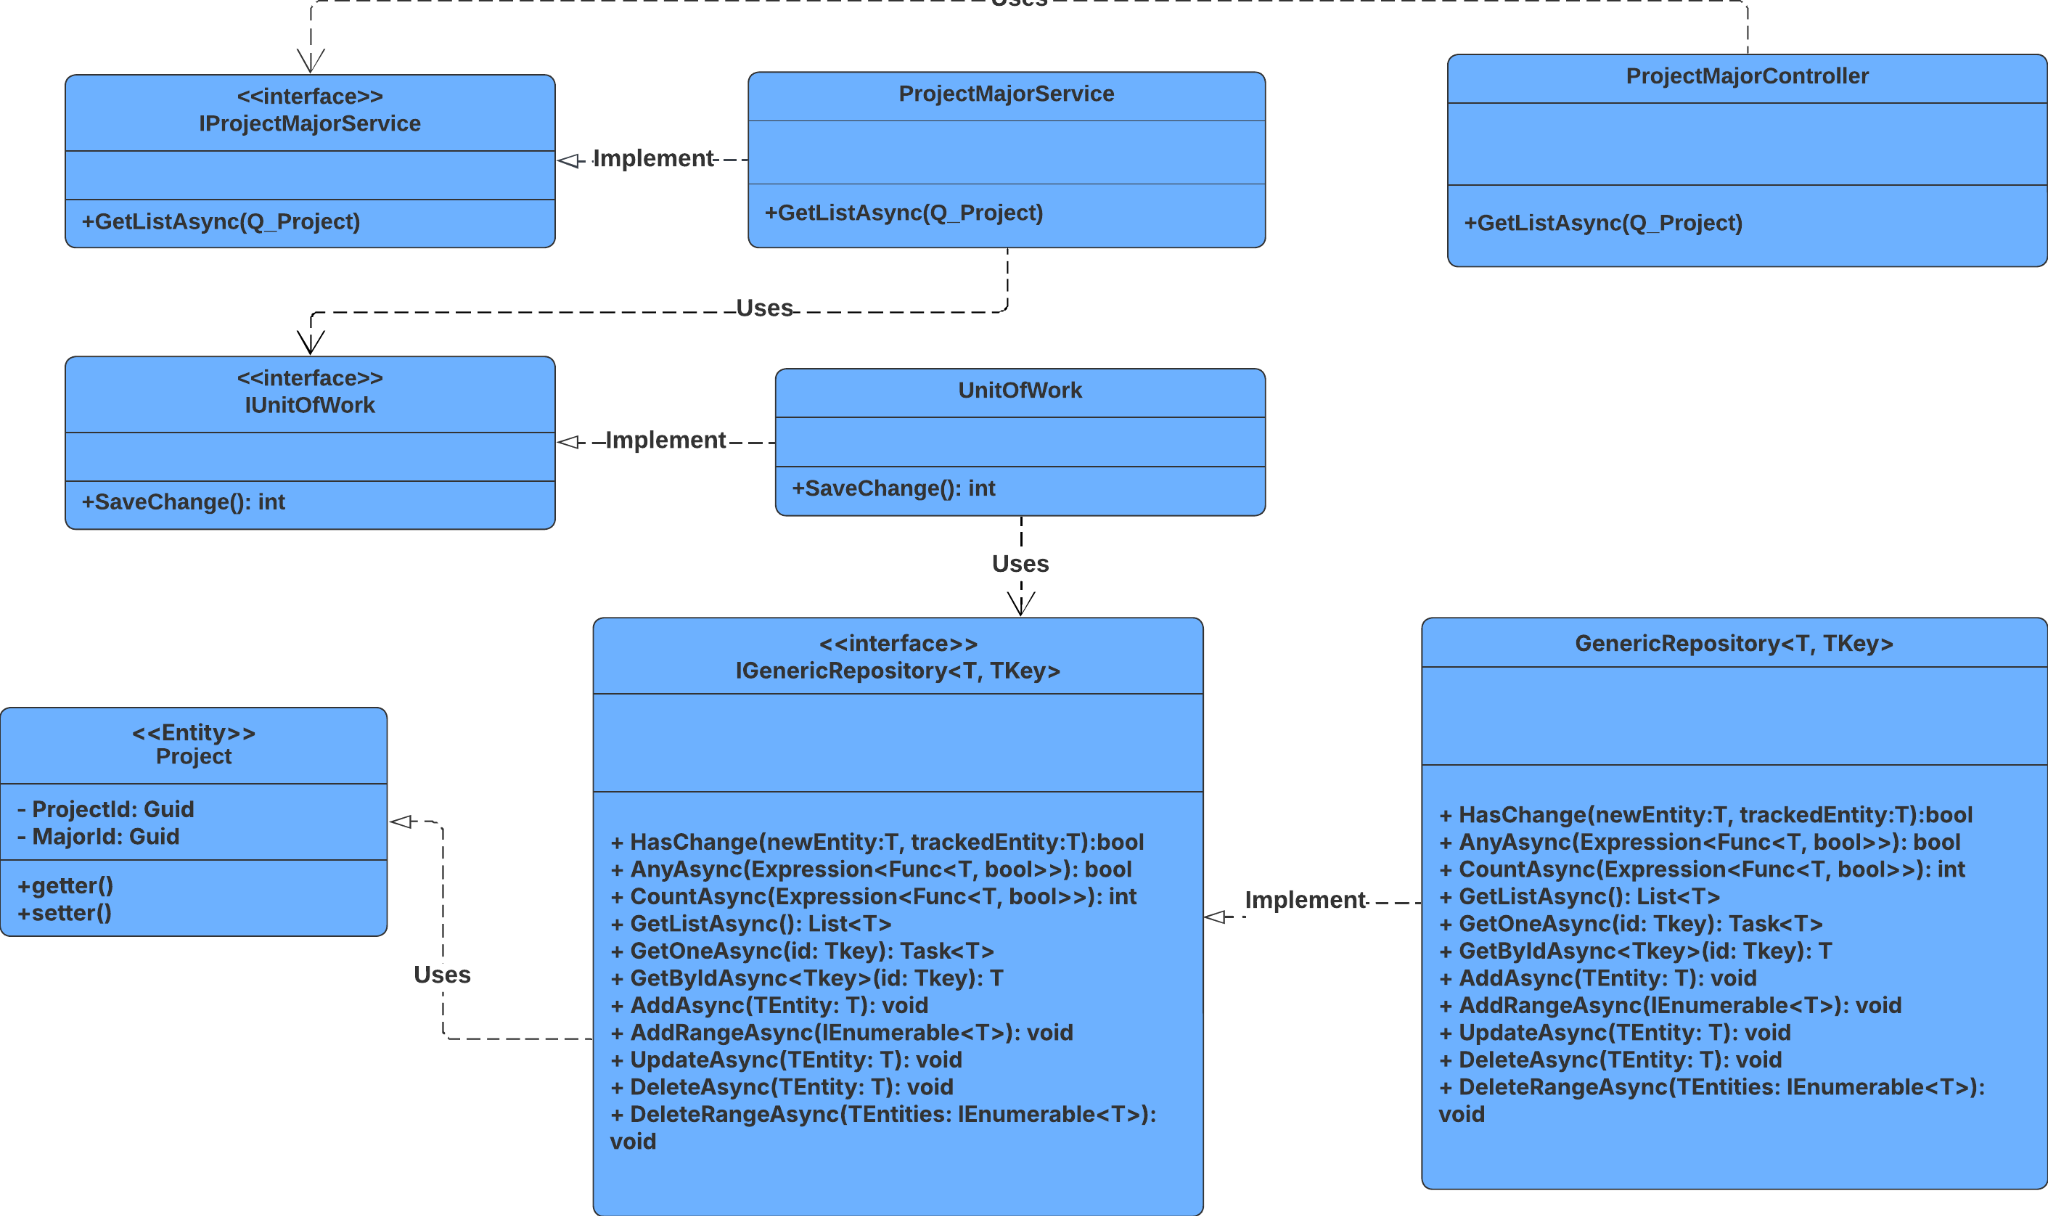 Uses
<<interface>>
IProjectMajorService
+GetListAsync(Q_Project)
Implement
ProjectMajorService
+GetListAsync(Q_Project)
ProjectMajorController
+GetListAsync(Q_Project)
Uses
<<interface>>
IUnitOfWork
+SaveChange(): int
Implement
UnitOfWork
+SaveChange(): int
Uses
<<Entity>>
Project
- ProjectId: Guid
- MajorId: Guid
+getter()
+setter()
Uses
<<interface>>
IGenericRepository<T, TKey>
+ HasChange(newEntity:T, trackedEntity:T):bool
+ AnyAsync(Expression<Func<T, bool>>): bool
+ CountAsync(Expression<Func<T, bool>>): int
+ GetListAsync(): List<T>
+ GetOneAsync(id: Tkey): Task<T>
+ GetByIdAsync<Tkey>(id: Tkey): T
+ AddAsync(TEntity: T): void
+ AddRangeAsync(IEnumerable<T>): void
+ UpdateAsync(TEntity: T): void
+ DeleteAsync(TEntity: T): void
+ DeleteRangeAsync(TEntities: IEnumerable<T>):
void
Implement
GenericRepository<T, TKey>
+ HasChange(newEntity:T, trackedEntity:T):bool
+ AnyAsync(Expression<Func<T, bool>>): bool
+ CountAsync(Expression<Func<T, bool>>): int
+ GetListAsync(): List<T>
+ GetOneAsync(id: Tkey): Task<T>
+ GetByIdAsync<Tkey>(id: Tkey): T
+ AddAsync(TEntity: T): void
+ AddRangeAsync(IEnumerable<T>): void
+ UpdateAsync(TEntity: T): void
+ DeleteAsync(TEntity: T): void
+ DeleteRangeAsync(TEntities: IEnumerable<T>):
void